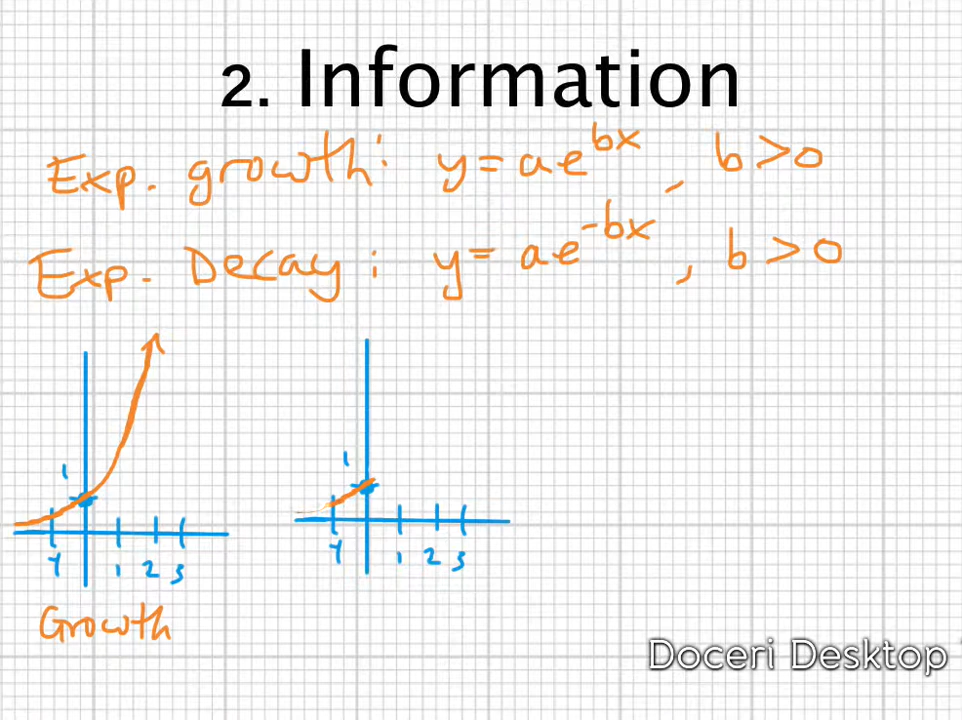 2. Information
Exp. growth: y = ae^bx, b > 0
Exp. Decay: y = ae^-bx, b > 0
1
1
-1 1 2 3
-1 1 2 3
Growth
Doceri Desktop